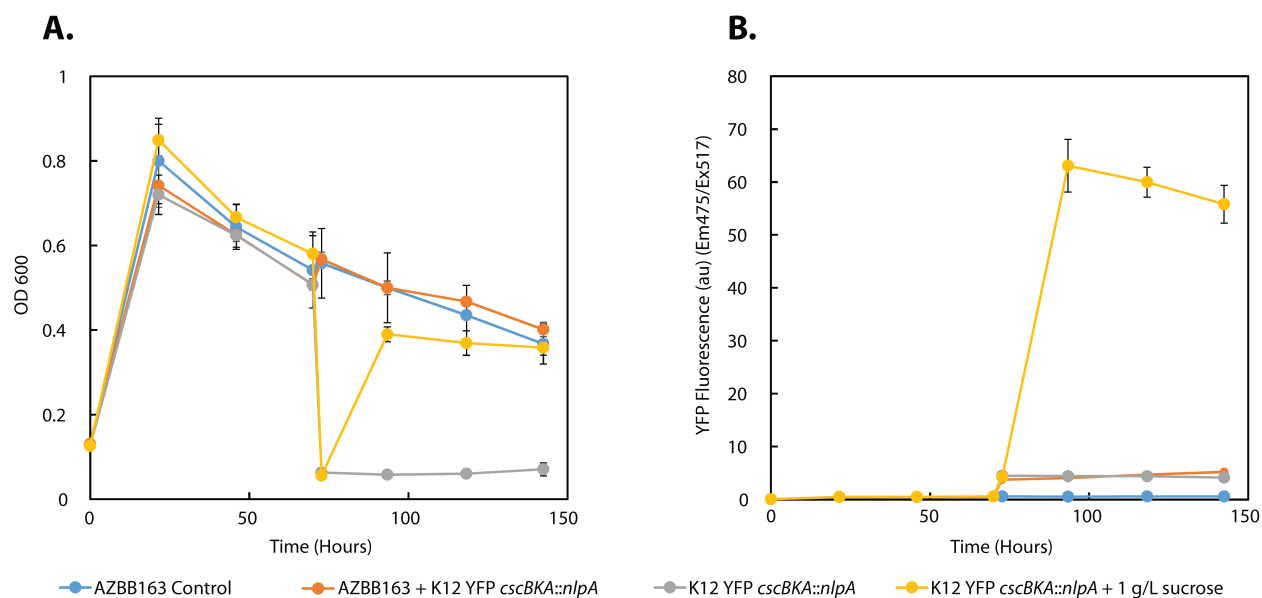 A.
B.
1
0.8
0.6
0.4
0.2
0
OD 600
0
50
100
150
Time (Hours)
80
70
60
50
40
30
20
10
0
YFP Fluorescence (au) (Em475/Ex517)
0
50
100
150
Time (Hours)
AZBB163 Control
AZBB163 + K12 YFP cscBKA::nlpA
K12 YFP cscBKA::nlpA
K12 YFP cscBKA::nlpA + 1 g/L sucrose